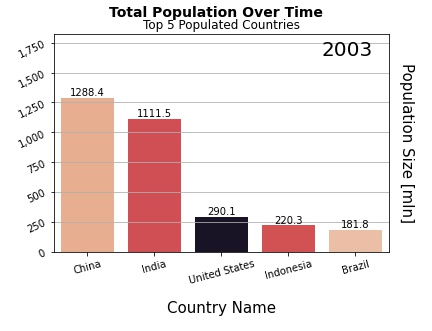 Total Population Over Time
Top 5 Populated Countries
2003
1,750
1,500
1,250
1,000
750
500
250
0
1288.4
1111.5
290.1
220.3
181.8
China
India
United States
Indonesia
Brazil
Country Name
Population Size [mln]